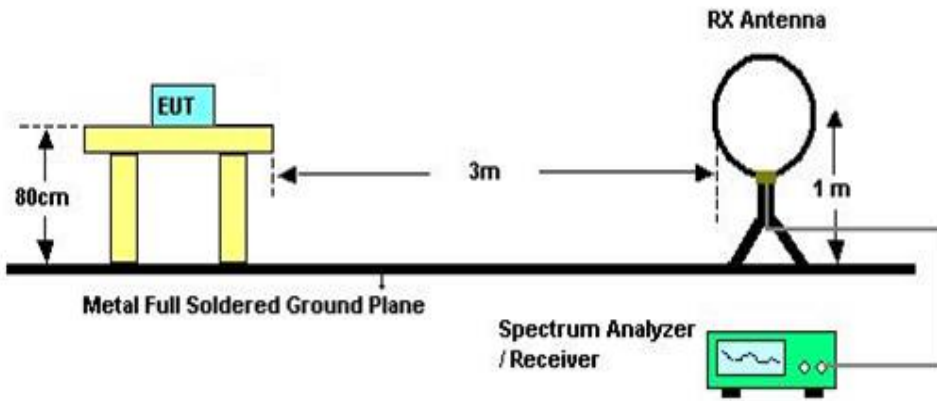 RX Antenna
EUT
3m
80cm
1 m
Metal Full Soldered Ground Plane
Spectrum Analyzer
/ Receiver